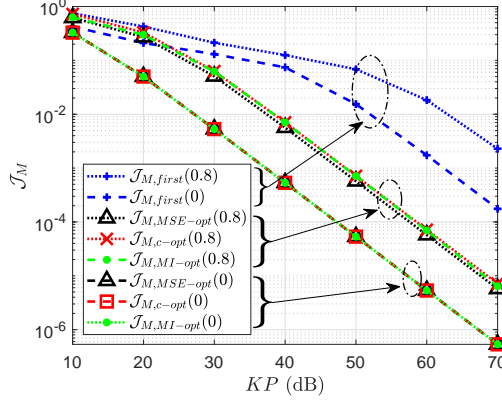 10^0
10^-2
10^-4
10^-6
𝒥_M
𝒥_{M,first}(0.8)
𝒥_{M,first}(0)
𝒥_{M,MSE-opt}(0.8)
𝒥_{M,c-opt}(0.8)
𝒥_{M,MI-opt}(0.8)
𝒥_{M,MSE-opt}(0)
𝒥_{M,c-opt}(0)
𝒥_{M,MI-opt}(0)
10 20 30 40 50 60 70
KP (dB)